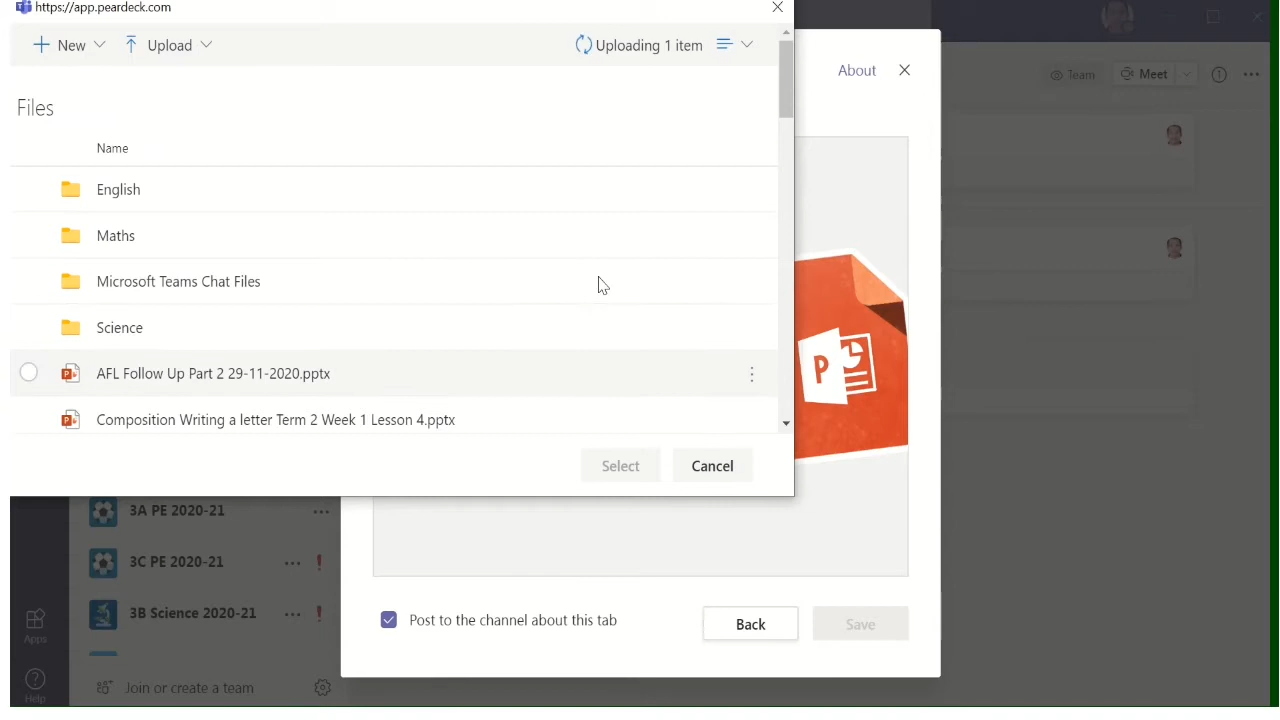 https://app.peardeck.com
New Upload Uploading 1 item
About
Team Meet
Files
Name
English
Maths
Microsoft Teams Chat Files
Science
AFL Follow Up Part 2 29-11-2020.pptx
Composition Writing a letter Term 2 Week 1 Lesson 4.pptx
P
Select Cancel
3A PE 2020-21
3C PE 2020-21
3B Science 2020-21
Post to the channel about this tab
Back Save
Apps
Join or create a team
Help